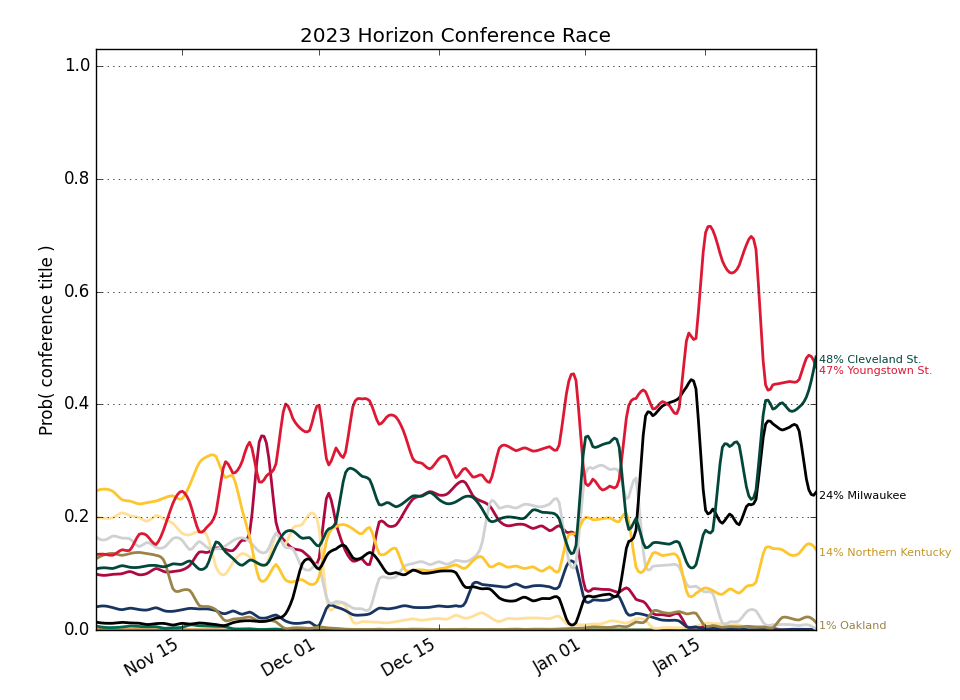 2023 Horizon Conference Race
Prob( conference title )
1.0
0.8
0.6
0.4
0.2
0.0
48% Cleveland St.
47% Youngstown St.
24% Milwaukee
14% Northern Kentucky
1% Oakland
Nov 15
Dec 01
Dec 15
Jan 01
Jan 15